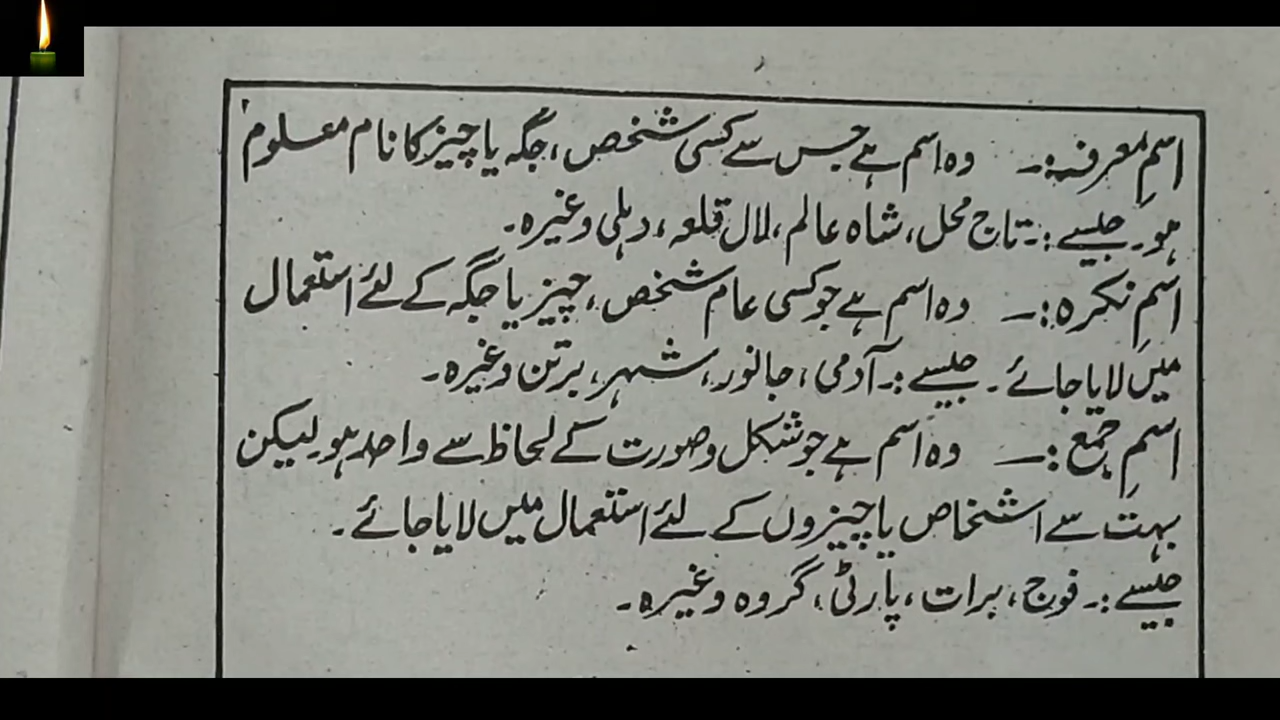 اسمِ معرفہ:۔ وہ اسم ہے جس سے کسی شخص، جگہ یا چیز کا نام معلوم
ہو۔ جیسے:۔ تاج محل، شاہ عالم، لال قلعہ، دہلی وغیرہ۔
اسمِ نکرہ:۔ وہ اسم ہے جو کسی عام شخص، چیز یا جگہ کے لئے استعمال
میں لایا جائے۔ جیسے:۔ آدمی، جانور، شہر، برتن وغیرہ۔
اسمِ جمع:۔ وہ اسم ہے جو شکل و صورت کے لحاظ سے واحد ہو۔ لیکن
بہت سے اشخاص یا چیزوں کے لئے استعمال میں لایا جائے۔
جیسے:۔ فوج، برات، پارٹی، گروہ وغیرہ۔